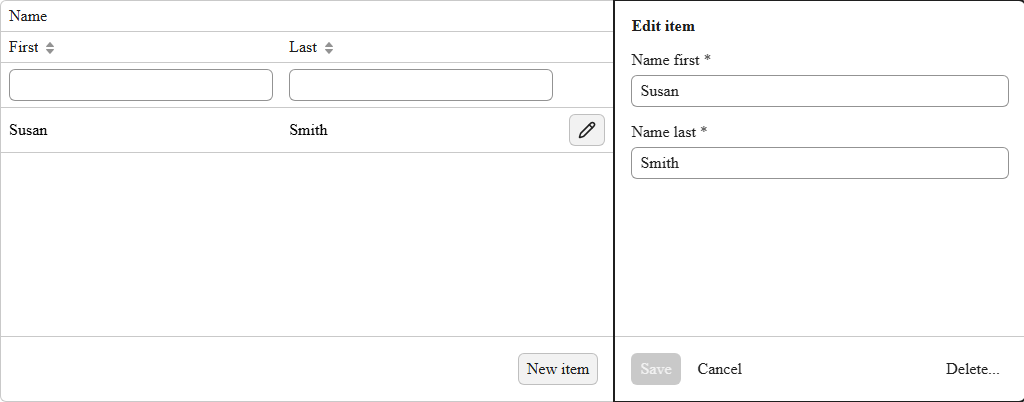 Name
First
Last
Susan
Smith
New item
Edit item
Name first *
Susan
Name last *
Smith
Save
Cancel
Delete...